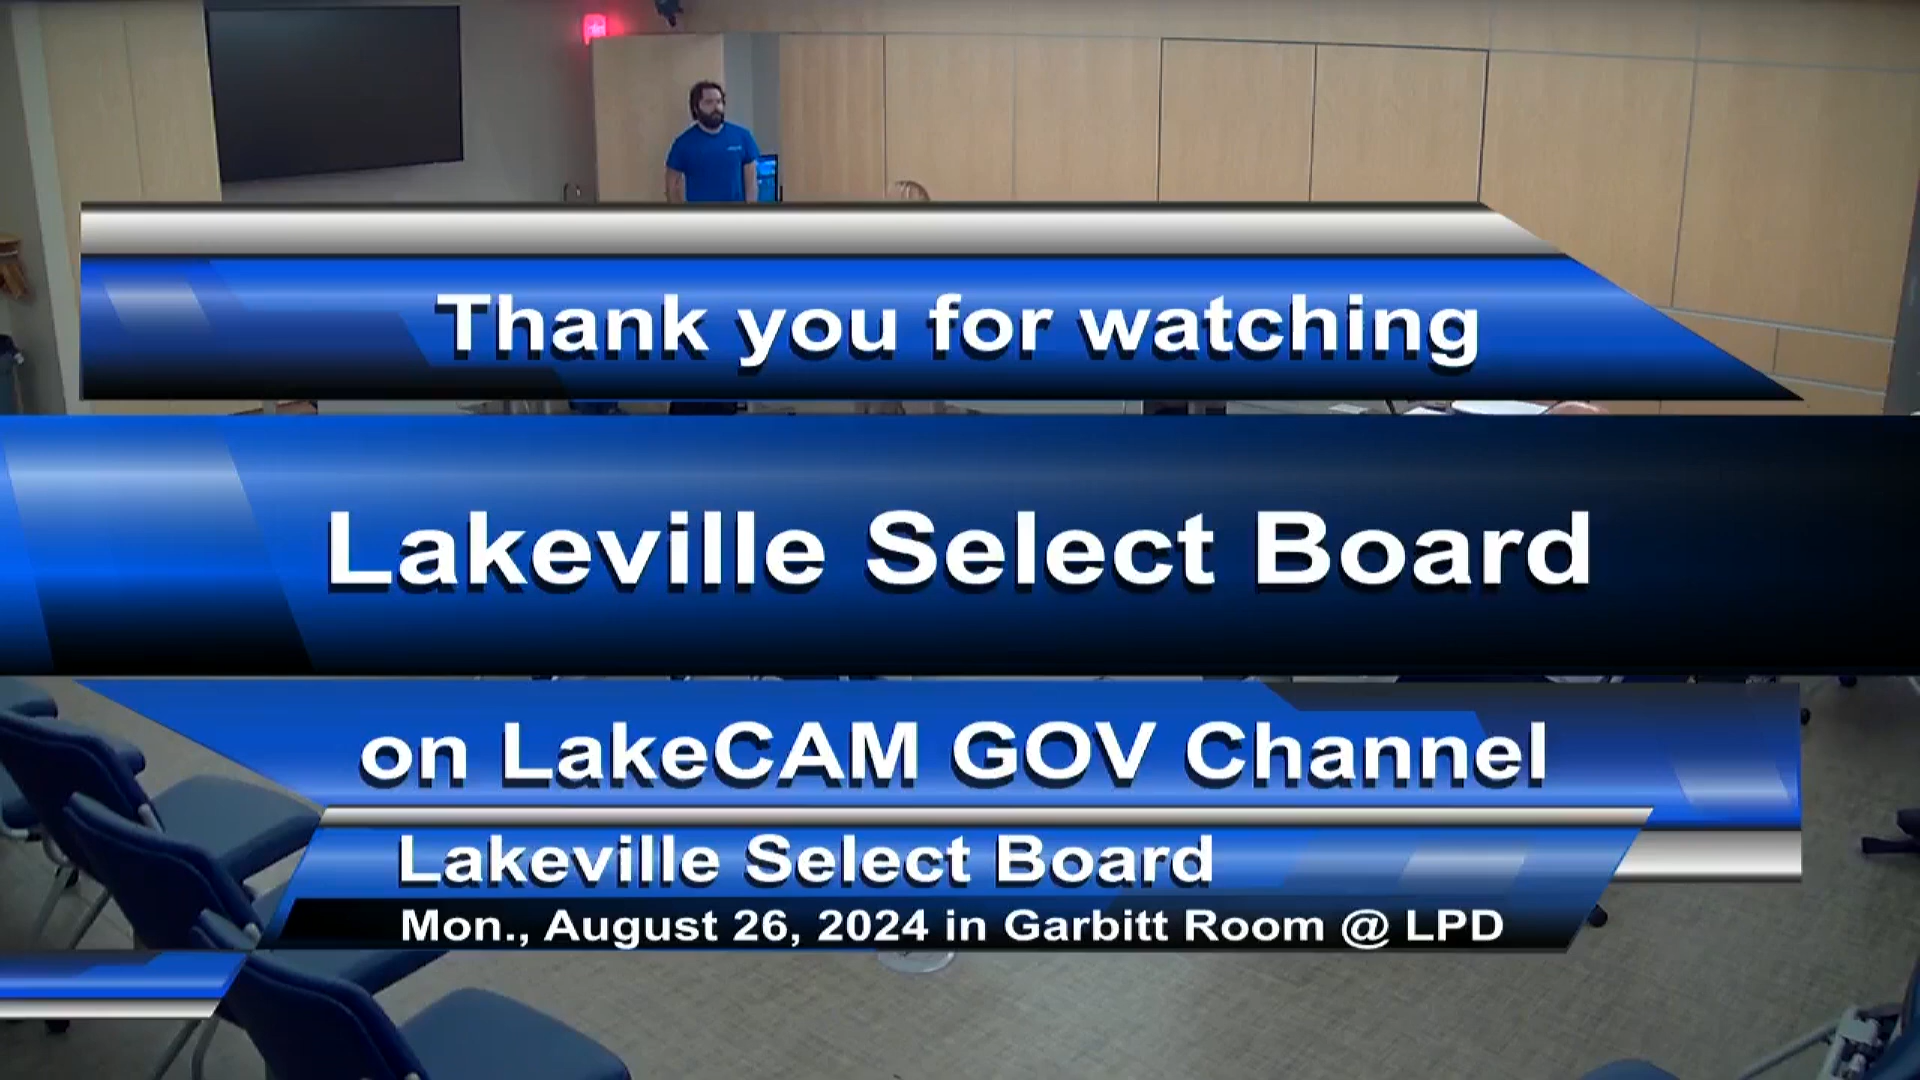 Thank you for watching
Lakeville Select Board
on LakeCAM GOV Channel
Lakeville Select Board
Mon., August 26, 2024 in Garbitt Room @ LPD